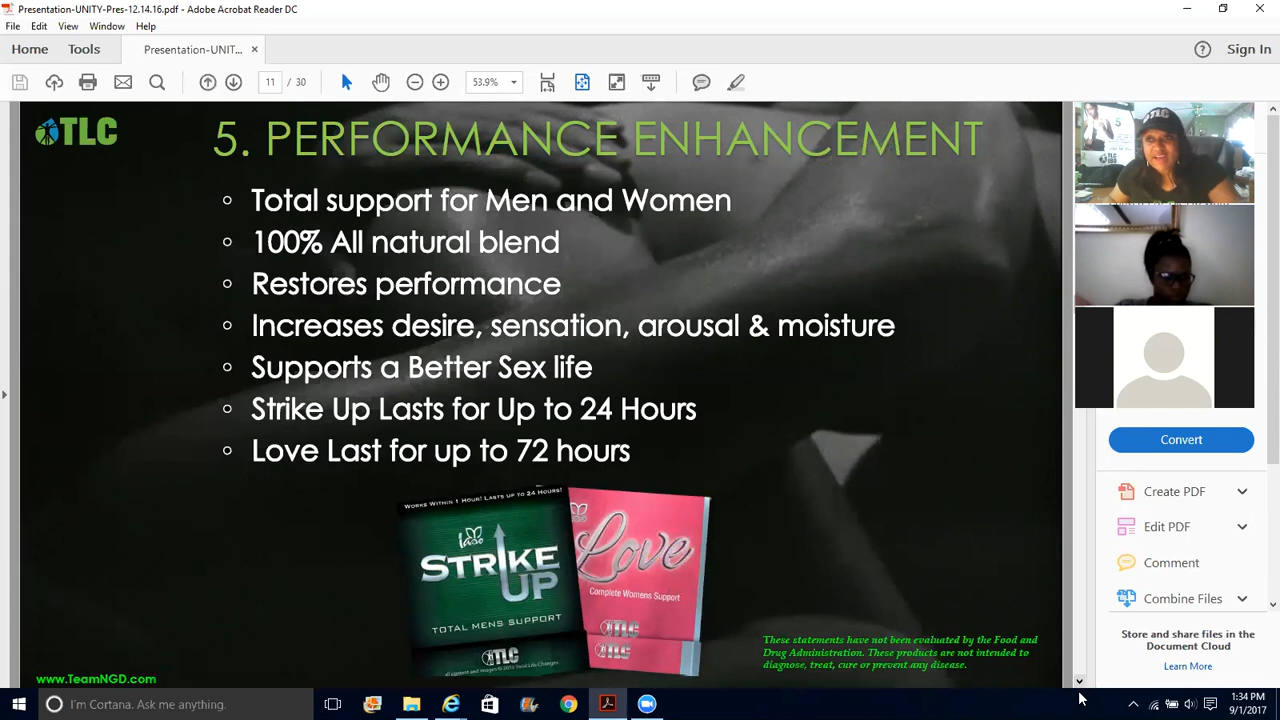 Presentation-UNITY-Pres-12.14.16.pdf - Adobe Acrobat Reader DC
File Edit View Window Help
Home Tools Presentation-UNIT... × Sign In
11 / 30 53.9%
TLC
5. PERFORMANCE ENHANCEMENT
Total support for Men and Women
100% All natural blend
Restores performance
Increases desire, sensation, arousal & moisture
Supports a Better Sex life
Strike Up Lasts for Up to 24 Hours
Love Last for up to 72 hours
WORKS WITHIN 1 HOUR! LASTS UP TO 24 HOURS!
Iaso
STRIKE UP
TOTAL MENS SUPPORT
TLC
Love
Complete Womens Support
TLC
TLC
These statements have not been evaluated by the Food and
Drug Administration. These products are not intended to
diagnose, treat, cure or prevent any disease.
www.TeamNGD.com
TLC
Convert
Create PDF
Edit PDF
Comment
Combine Files
Store and share files in the
Document Cloud
Learn More
I'm Cortana. Ask me anything.
1:34 PM
9/1/2017